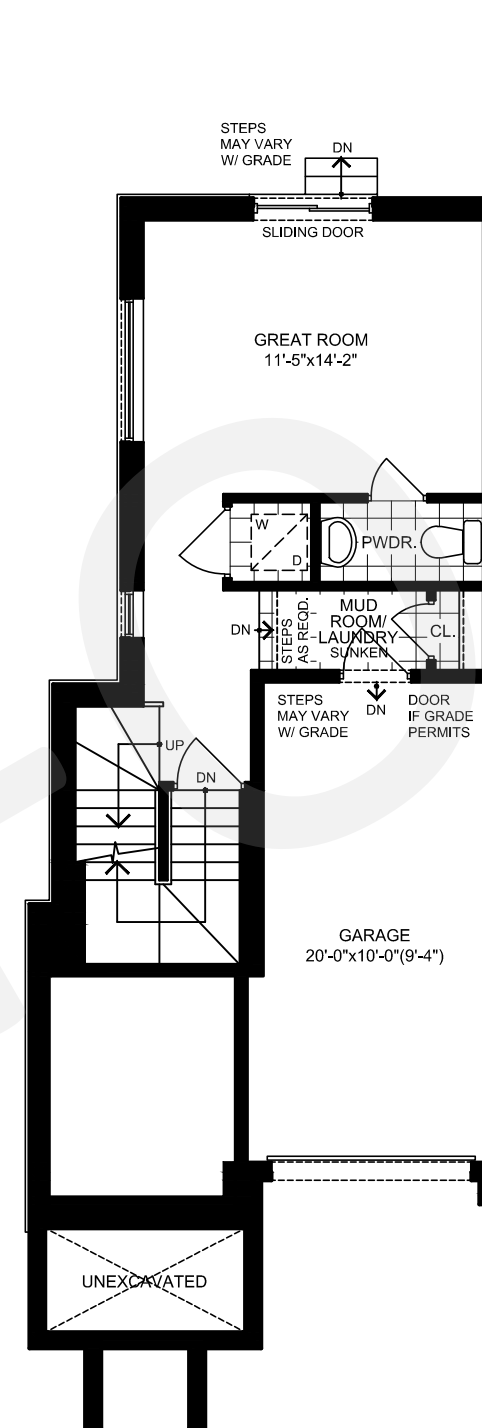 STEPS
MAY VARY
W/ GRADE
DN
SLIDING DOOR
GREAT ROOM
11'-5"x14'-2"
W
D
PWDR.
DN
STEPS
AS REQD.
MUD
ROOM/
LAUNDRY
SUNKEN
CL.
STEPS
MAY VARY
W/ GRADE
DN
DOOR
IF GRADE
PERMITS
UP
DN
GARAGE
20'-0"x10'-0"(9'-4")
UNEXCAVATED